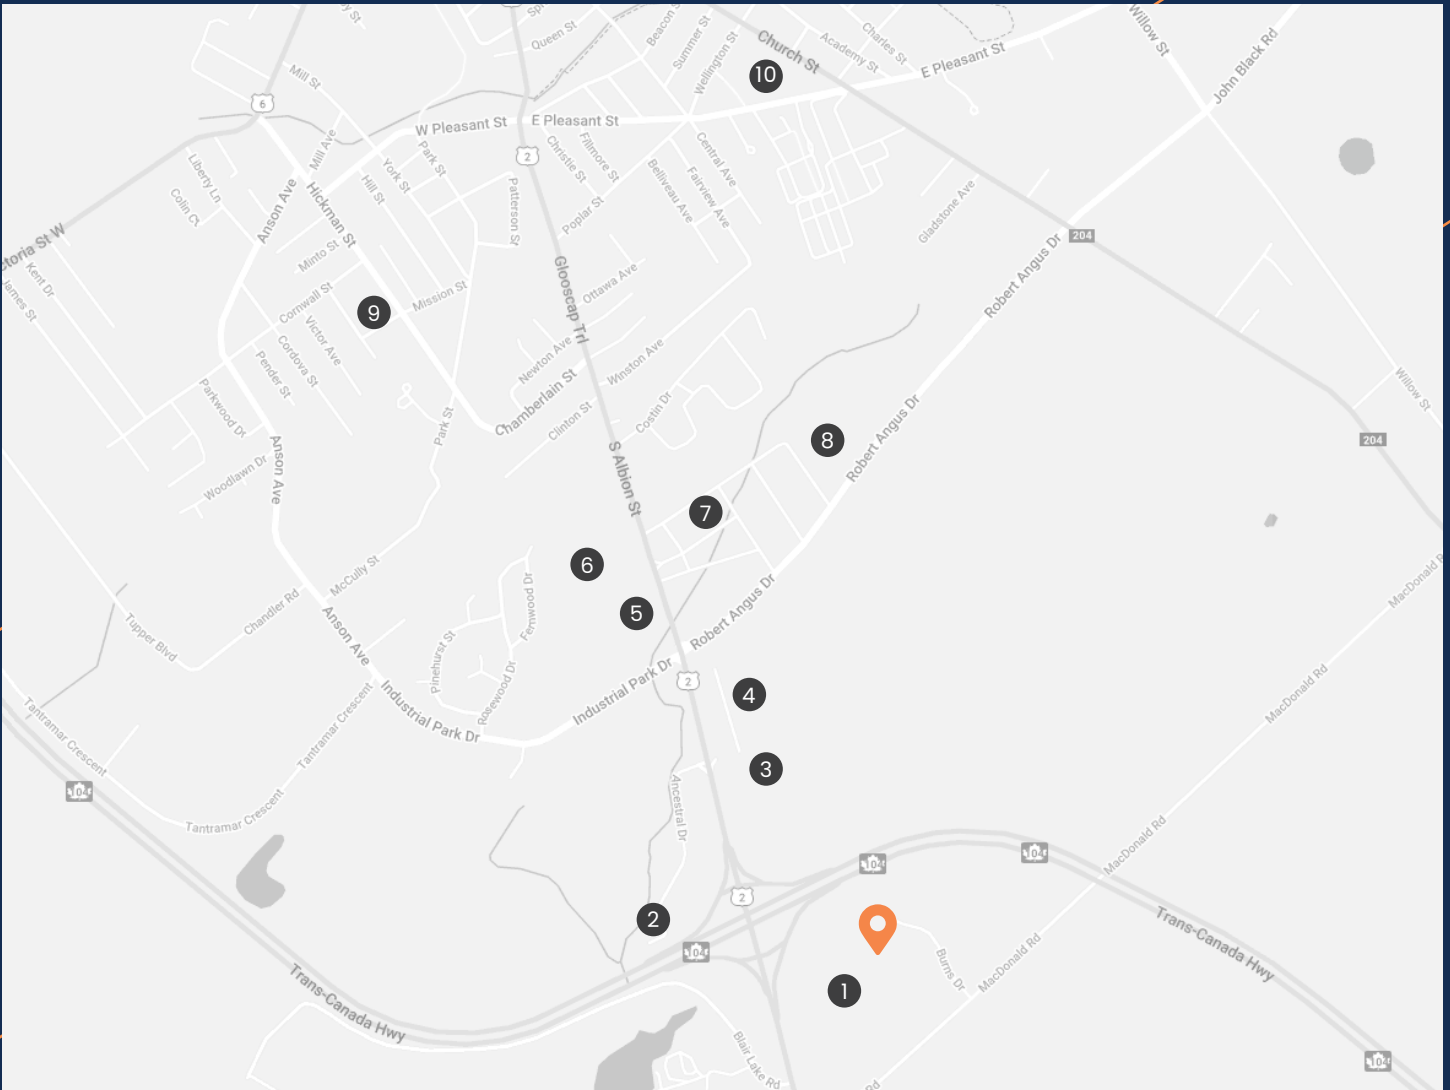 Queen St
Beacon S
Summer St
Wellington St
Church St
Academy St
Charles St
E Pleasant St
Willow St
John Black Rd
Mill St
10
6
W Pleasant St
E Pleasant St
2
Mill Ave
York St
Park St
Hill St
Christie St
Fillmore St
Central Ave
Belliveau Ave
Fairview Ave
Liberty Ln
Colin Ct
Anson Ave
Hickman St
Patterson St
Poplar St
Gladstone Ave
204
ctoria St W
Kent Dr
James St
Minto St
Cornwall St
Mission St
9
Victor Ave
Cordova St
Pender St
Glooscap Trl
Ottawa Ave
Robert Angus Dr
Newton Ave
Winston Ave
Chamberlain St
Clinton St
Costin Dr
Parkwood Dr
Park St
Willow St
Robert Angus Dr
8
204
Anson Ave
Woodlawn Dr
S Albion St
7
6
5
McCully St
Chandler Rd
Fernwood Dr
Robert Angus Dr
MacDonald R
Tupper Blvd
Anson Ave
Pinehurst St
Rosewood Dr
Industrial Park Dr
2
4
Industrial Park Dr
Tantramar Crescent
Tantramar Crescent
MacDonald Rd
3
104
Ancestral Dr
Tantramar Crescent
MacDonald Rd
104
104
2
2
104
Trans-Canada Hwy
Burns Dr
MacDonald Rd
1
Trans-Canada Hwy
Blair Lake Rd
104
Rd